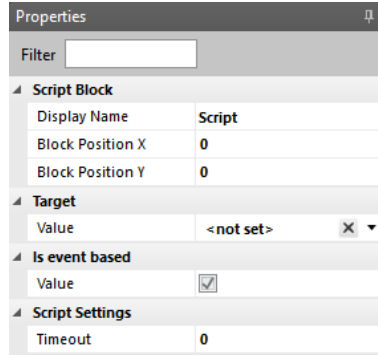 Properties
Filter
Script Block
Display Name Script
Block Position X 0
Block Position Y 0
Target
Value <not set>
Is event based
Value
Script Settings
Timeout 0